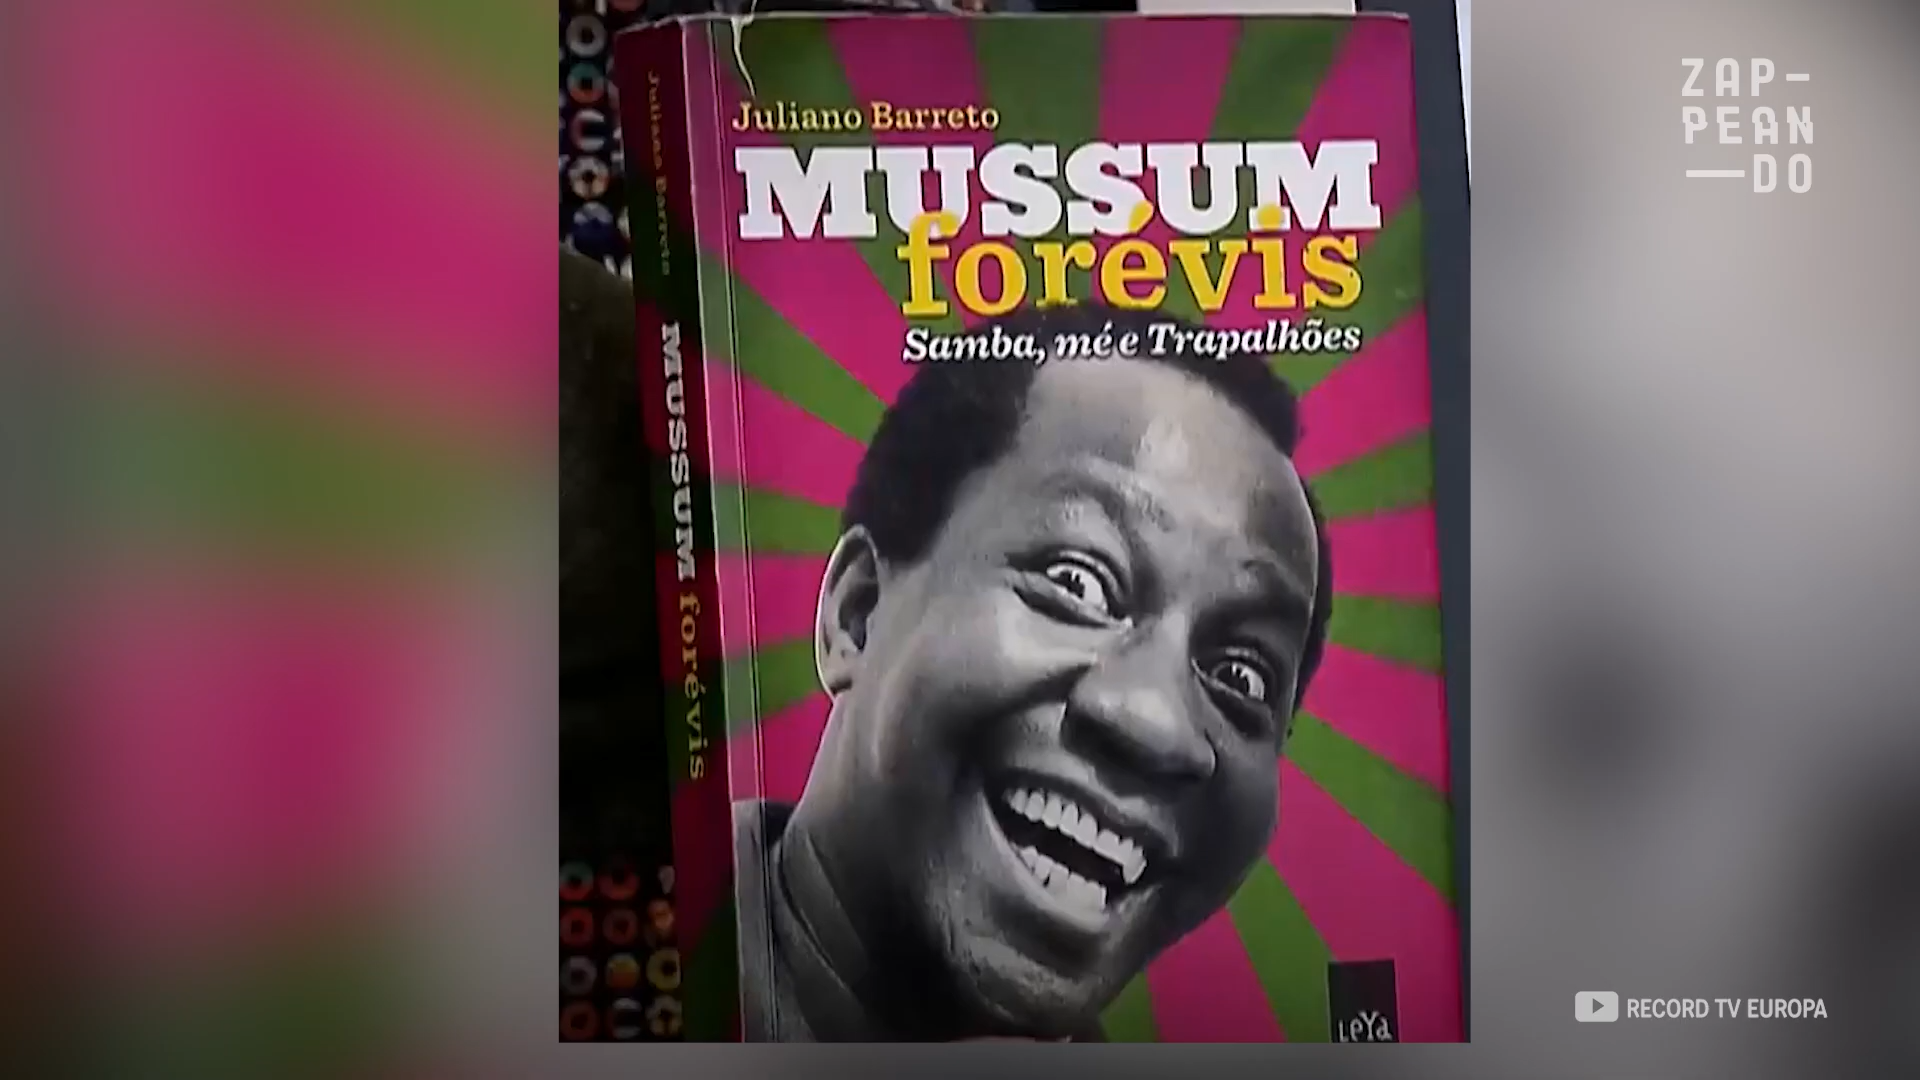 Juliano Barreto
MUSSUM
forévis
Samba, mé e Trapalhões
Juliano Barreto
MUSSUM forévis
LeYa
ZAP-
PEAN
—DO
RECORD TV EUROPA